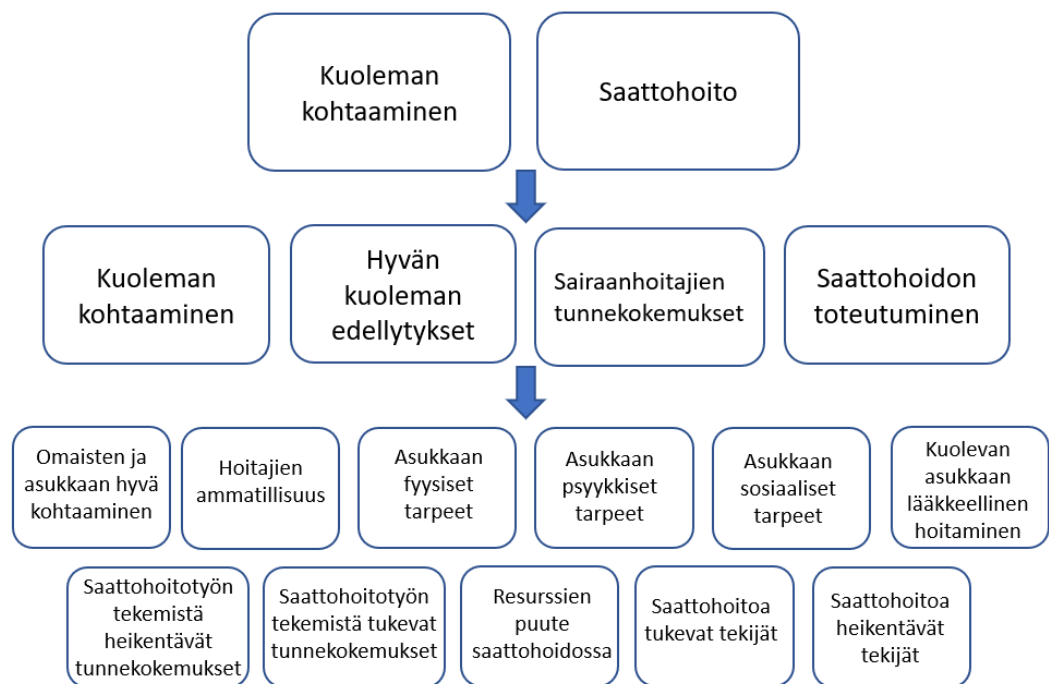 Kuoleman
kohtaaminen
Saattohoito
Kuoleman
kohtaaminen
Hyvän
kuoleman
edellytykset
Sairaanhoitajien
tunnekokemukset
Saattohoidon
toteutuminen
Omaisten ja
asukkaan hyvä
kohtaaminen
Hoitajien
ammatillisuus
Asukkaan
fyysiset
tarpeet
Asukkaan
psyykkiset
tarpeet
Asukkaan
sosiaaliset
tarpeet
Kuolevan
asukkaan
lääkkeellinen
hoitaminen
Saattohoitotyön
tekemistä
heikentävät
tunnekokemukset
Saattohoitotyön
tekemistä tukevat
tunnekokemukset
Resurssien
puute
saattohoidossa
Saattohoitoa
tukevat tekijät
Saattohoitoa
heikentävät
tekijät